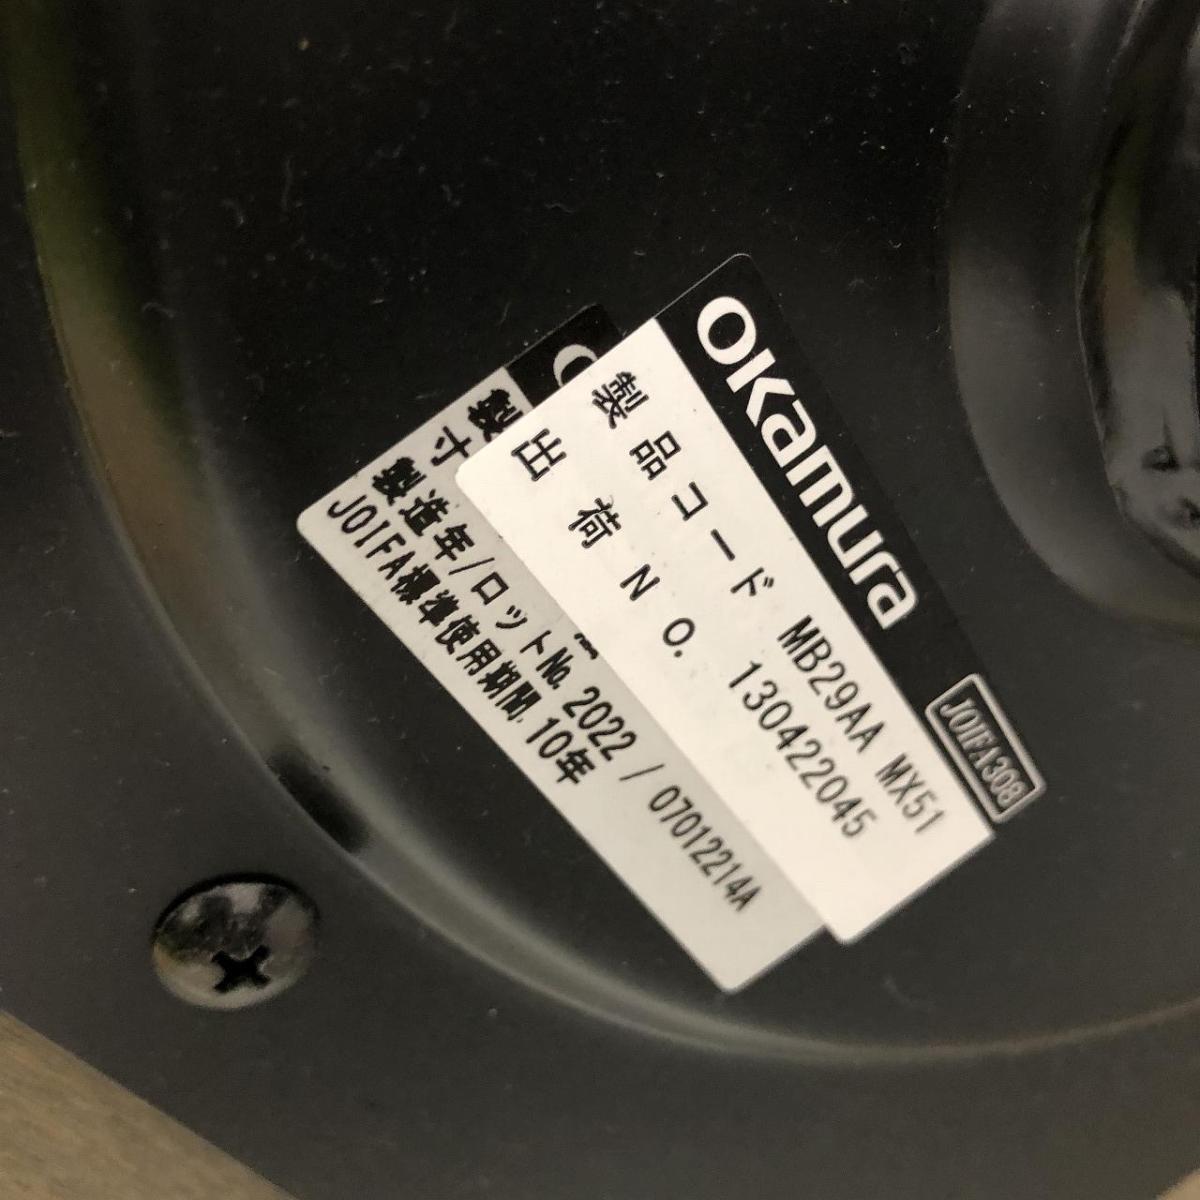 Okamura
JOIFA308
製品コード MB29AA MX51
出荷NO. 130422045
製
寸
製造年/ロット№ 2022 / 07012214A
JOIFA標準使用期間 10年